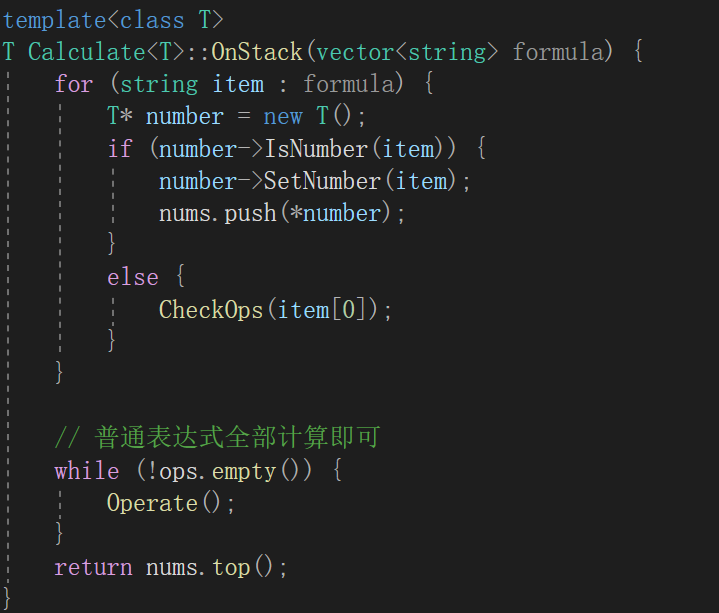 template<class T>
T Calculate<T>::OnStack(vector<string> formula) {
    for (string item : formula) {
        T* number = new T();
        if (number->IsNumber(item)) {
            number->SetNumber(item);
            nums.push(*number);
        }
        else {
            CheckOps(item[0]);
        }
    }

    // 普通表达式全部计算即可
    while (!ops.empty()) {
        Operate();
    }
    return nums.top();
}